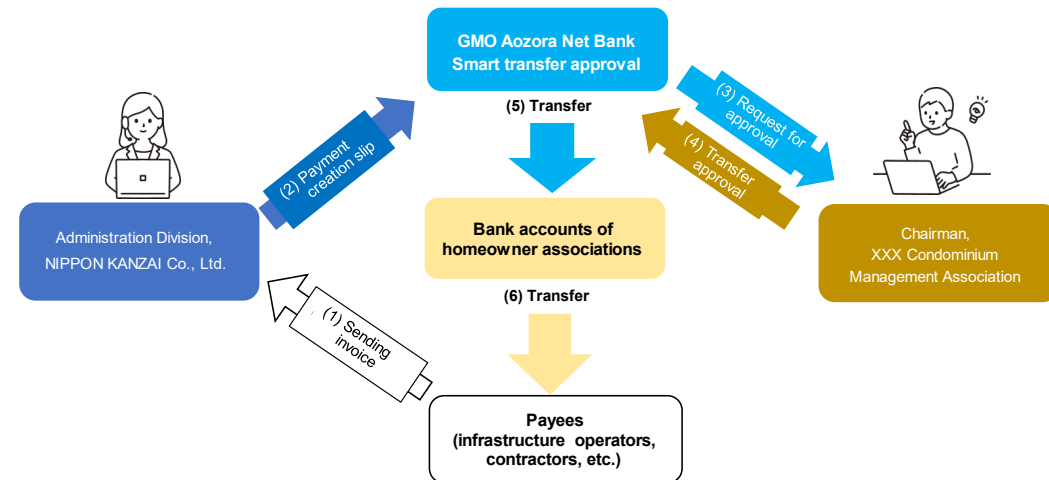 GMO Aozora Net Bank
Smart transfer approval
(5) Transfer
(3) Request for
approval
(4) Transfer
approval
(2) Payment
creation slip
Administration Division,
NIPPON KANZAI Co., Ltd.
Bank accounts of
homeowner associations
Chairman,
XXX Condominium
Management Association
(6) Transfer
(1) Sending
invoice
Payees
(infrastructure operators,
contractors, etc.)